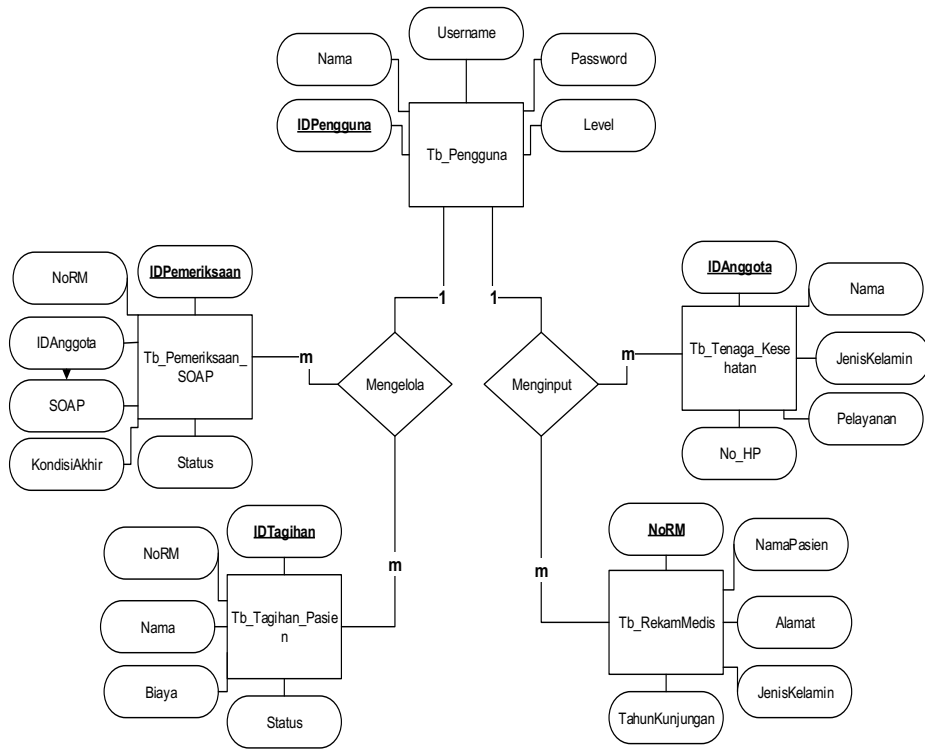 Username
Nama
Password
IDPengguna
Level
Tb_Pengguna
NoRM
IDPemeriksaan
IDAnggota
Tb_Pemeriksaan_
SOAP
SOAP
KondisiAkhir
Status
1
1
m
Mengelola
Menginput
m
IDAnggota
Nama
Tb_Tenaga_Kese
hatan
JenisKelamin
Pelayanan
No_HP
m
m
IDTagihan
NoRM
Tb_Tagihan_Pasie
n
Nama
Biaya
Status
NoRM
NamaPasien
Tb_RekamMedis
Alamat
JenisKelamin
TahunKunjungan